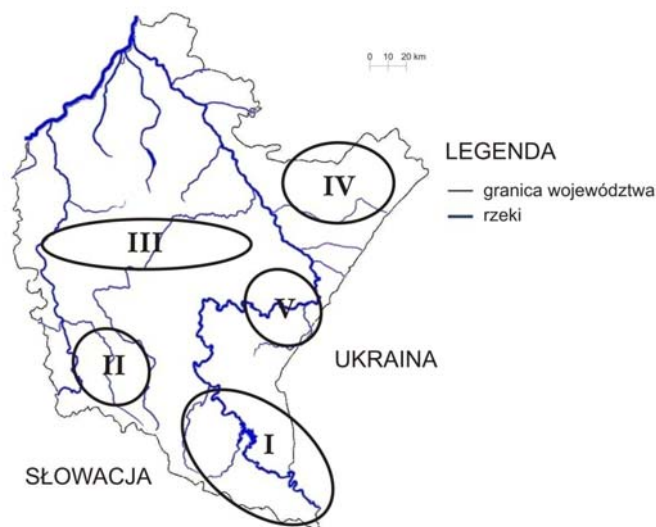 0 10 20 km
LEGENDA
granica województwa
rzeki
IV
III
V
UKRAINA
II
I
SŁOWACJA